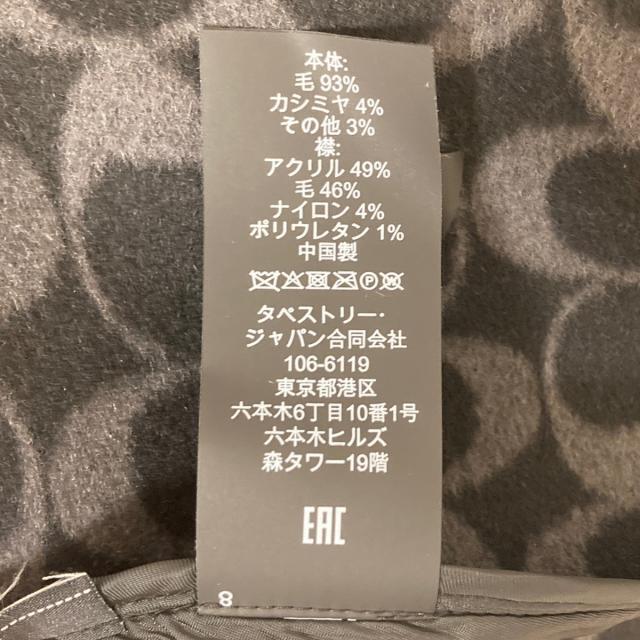 本体:
毛 93%
カシミヤ 4%
その他 3%
襟:
アクリル 49%
毛 46%
ナイロン 4%
ポリウレタン 1%
中国製
P W
タペストリー・
ジャパン合同会社
106-6119
東京都港区
六本木6丁目10番1号
六本木ヒルズ
森タワー19階
EAC
8